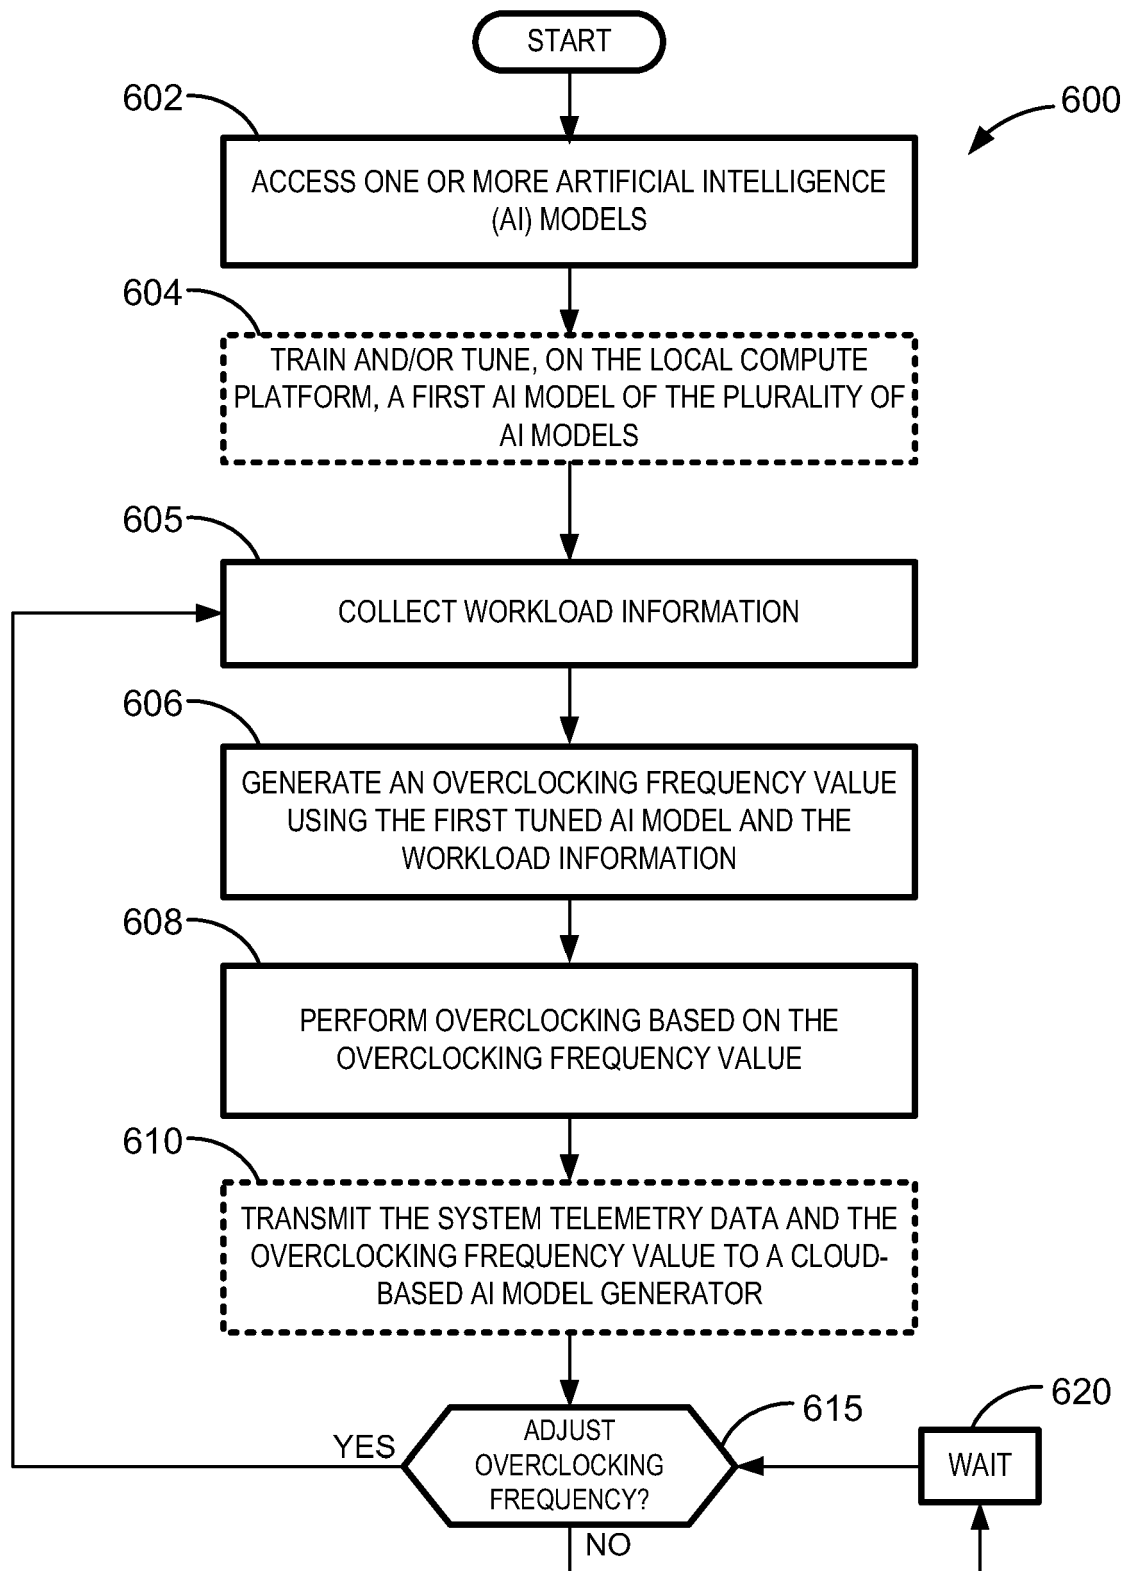 START
602
600
ACCESS ONE OR MORE ARTIFICIAL INTELLIGENCE
(AI) MODELS
604
TRAIN AND/OR TUNE, ON THE LOCAL COMPUTE
PLATFORM, A FIRST AI MODEL OF THE PLURALITY OF
AI MODELS
605
COLLECT WORKLOAD INFORMATION
606
GENERATE AN OVERCLOCKING FREQUENCY VALUE
USING THE FIRST TUNED AI MODEL AND THE
WORKLOAD INFORMATION
608
PERFORM OVERCLOCKING BASED ON THE
OVERCLOCKING FREQUENCY VALUE
610
TRANSMIT THE SYSTEM TELEMETRY DATA AND THE
OVERCLOCKING FREQUENCY VALUE TO A CLOUD-
BASED AI MODEL GENERATOR
615
620
YES
ADJUST
OVERCLOCKING
FREQUENCY?
WAIT
NO